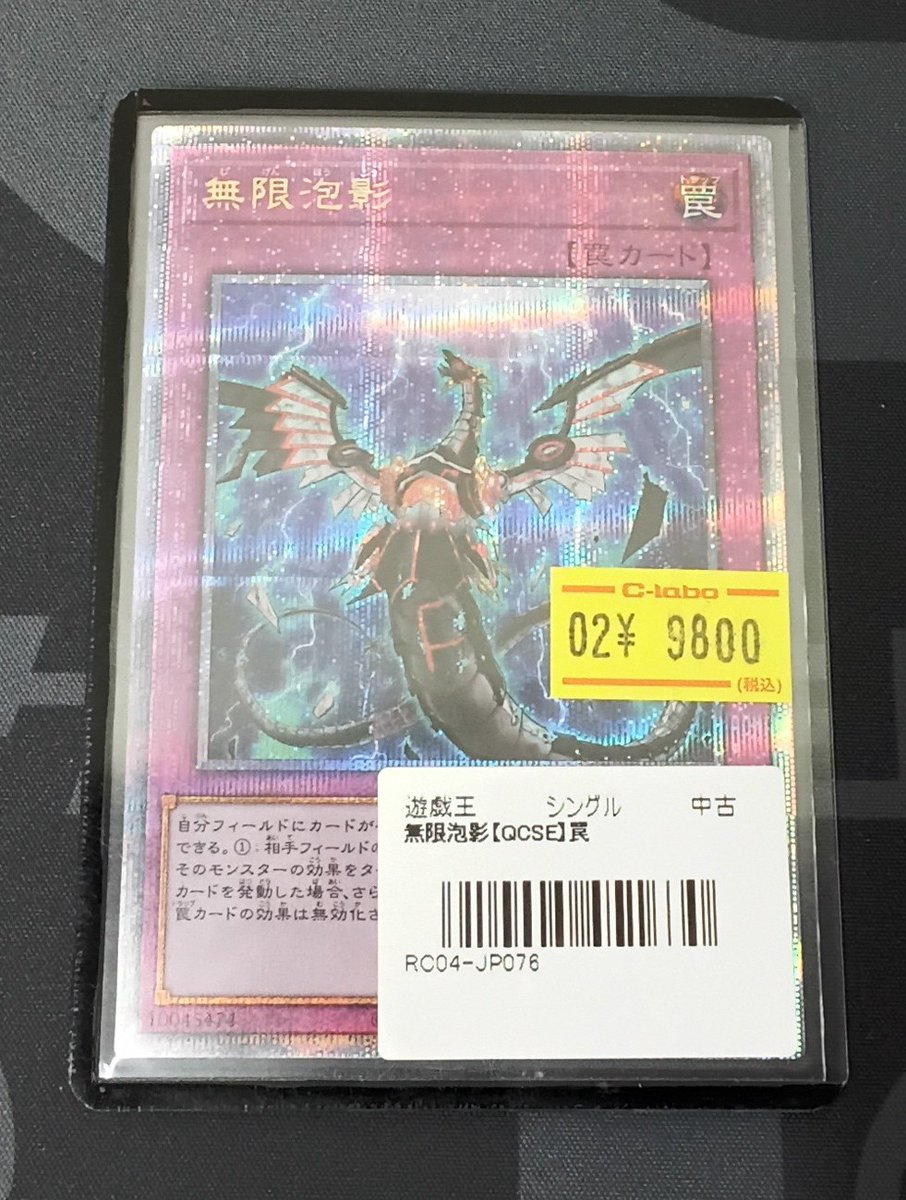 無限泡影
罠
【罠カード】
C-labo
02¥ 9800
(税込)
遊戯王 シングル 中古
無限泡影【QCSE】罠
RC04-JP076
自分フィールドにカードが
できる。①:相手フィールドの
そのモンスターの効果をタ
カードを発動した場合、さら
罠カードの効果は無効化さ
10045474